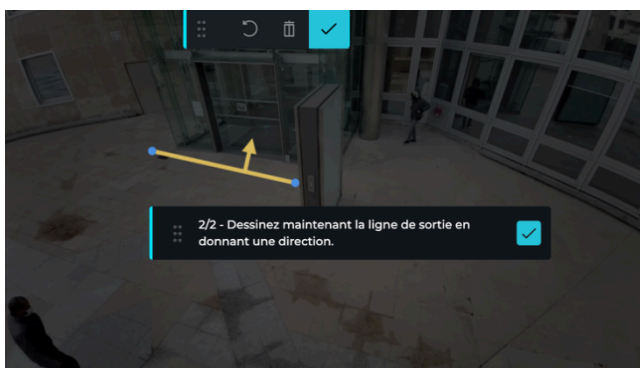 2/2 - Dessinez maintenant la ligne de sortie en
donnant une direction.